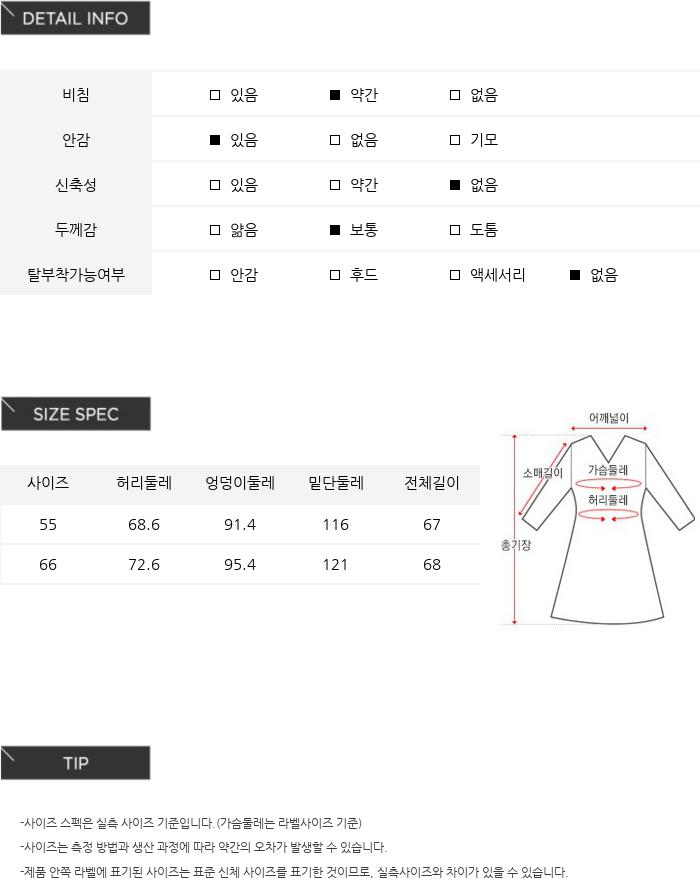 DETAIL INFO
비침 □ 있음 ■ 약간 □ 없음
안감 ■ 있음 □ 없음 □ 기모
신축성 □ 있음 □ 약간 ■ 없음
두께감 □ 얇음 ■ 보통 □ 도톰
탈부착가능여부 □ 안감 □ 후드 □ 액세서리 ■ 없음
SIZE SPEC
사이즈 허리둘레 엉덩이둘레 밑단둘레 전체길이
55 68.6 91.4 116 67
66 72.6 95.4 121 68
어깨넓이
소매길이
가슴둘레
허리둘레
총기장
TIP
-사이즈 스펙은 실측 사이즈 기준입니다.(가슴둘레는 라벨사이즈 기준)
-사이즈는 측정 방법과 생산 과정에 따라 약간의 오차가 발생할 수 있습니다.
-제품 안쪽 라벨에 표기된 사이즈는 표준 신체 사이즈를 표기한 것이므로, 실측사이즈와 차이가 있을 수 있습니다.